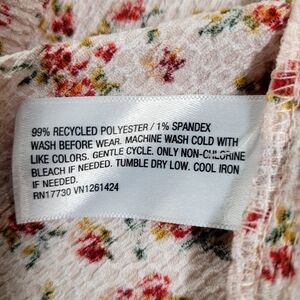 99% RECYCLED POLYESTER / 1% SPANDEX
WASH BEFORE WEAR. MACHINE WASH COLD WITH
LIKE COLORS. GENTLE CYCLE. ONLY NON-CHLORINE
BLEACH IF NEEDED. TUMBLE DRY LOW. COOL IRON
IF NEEDED.
RN17730 VN1261424